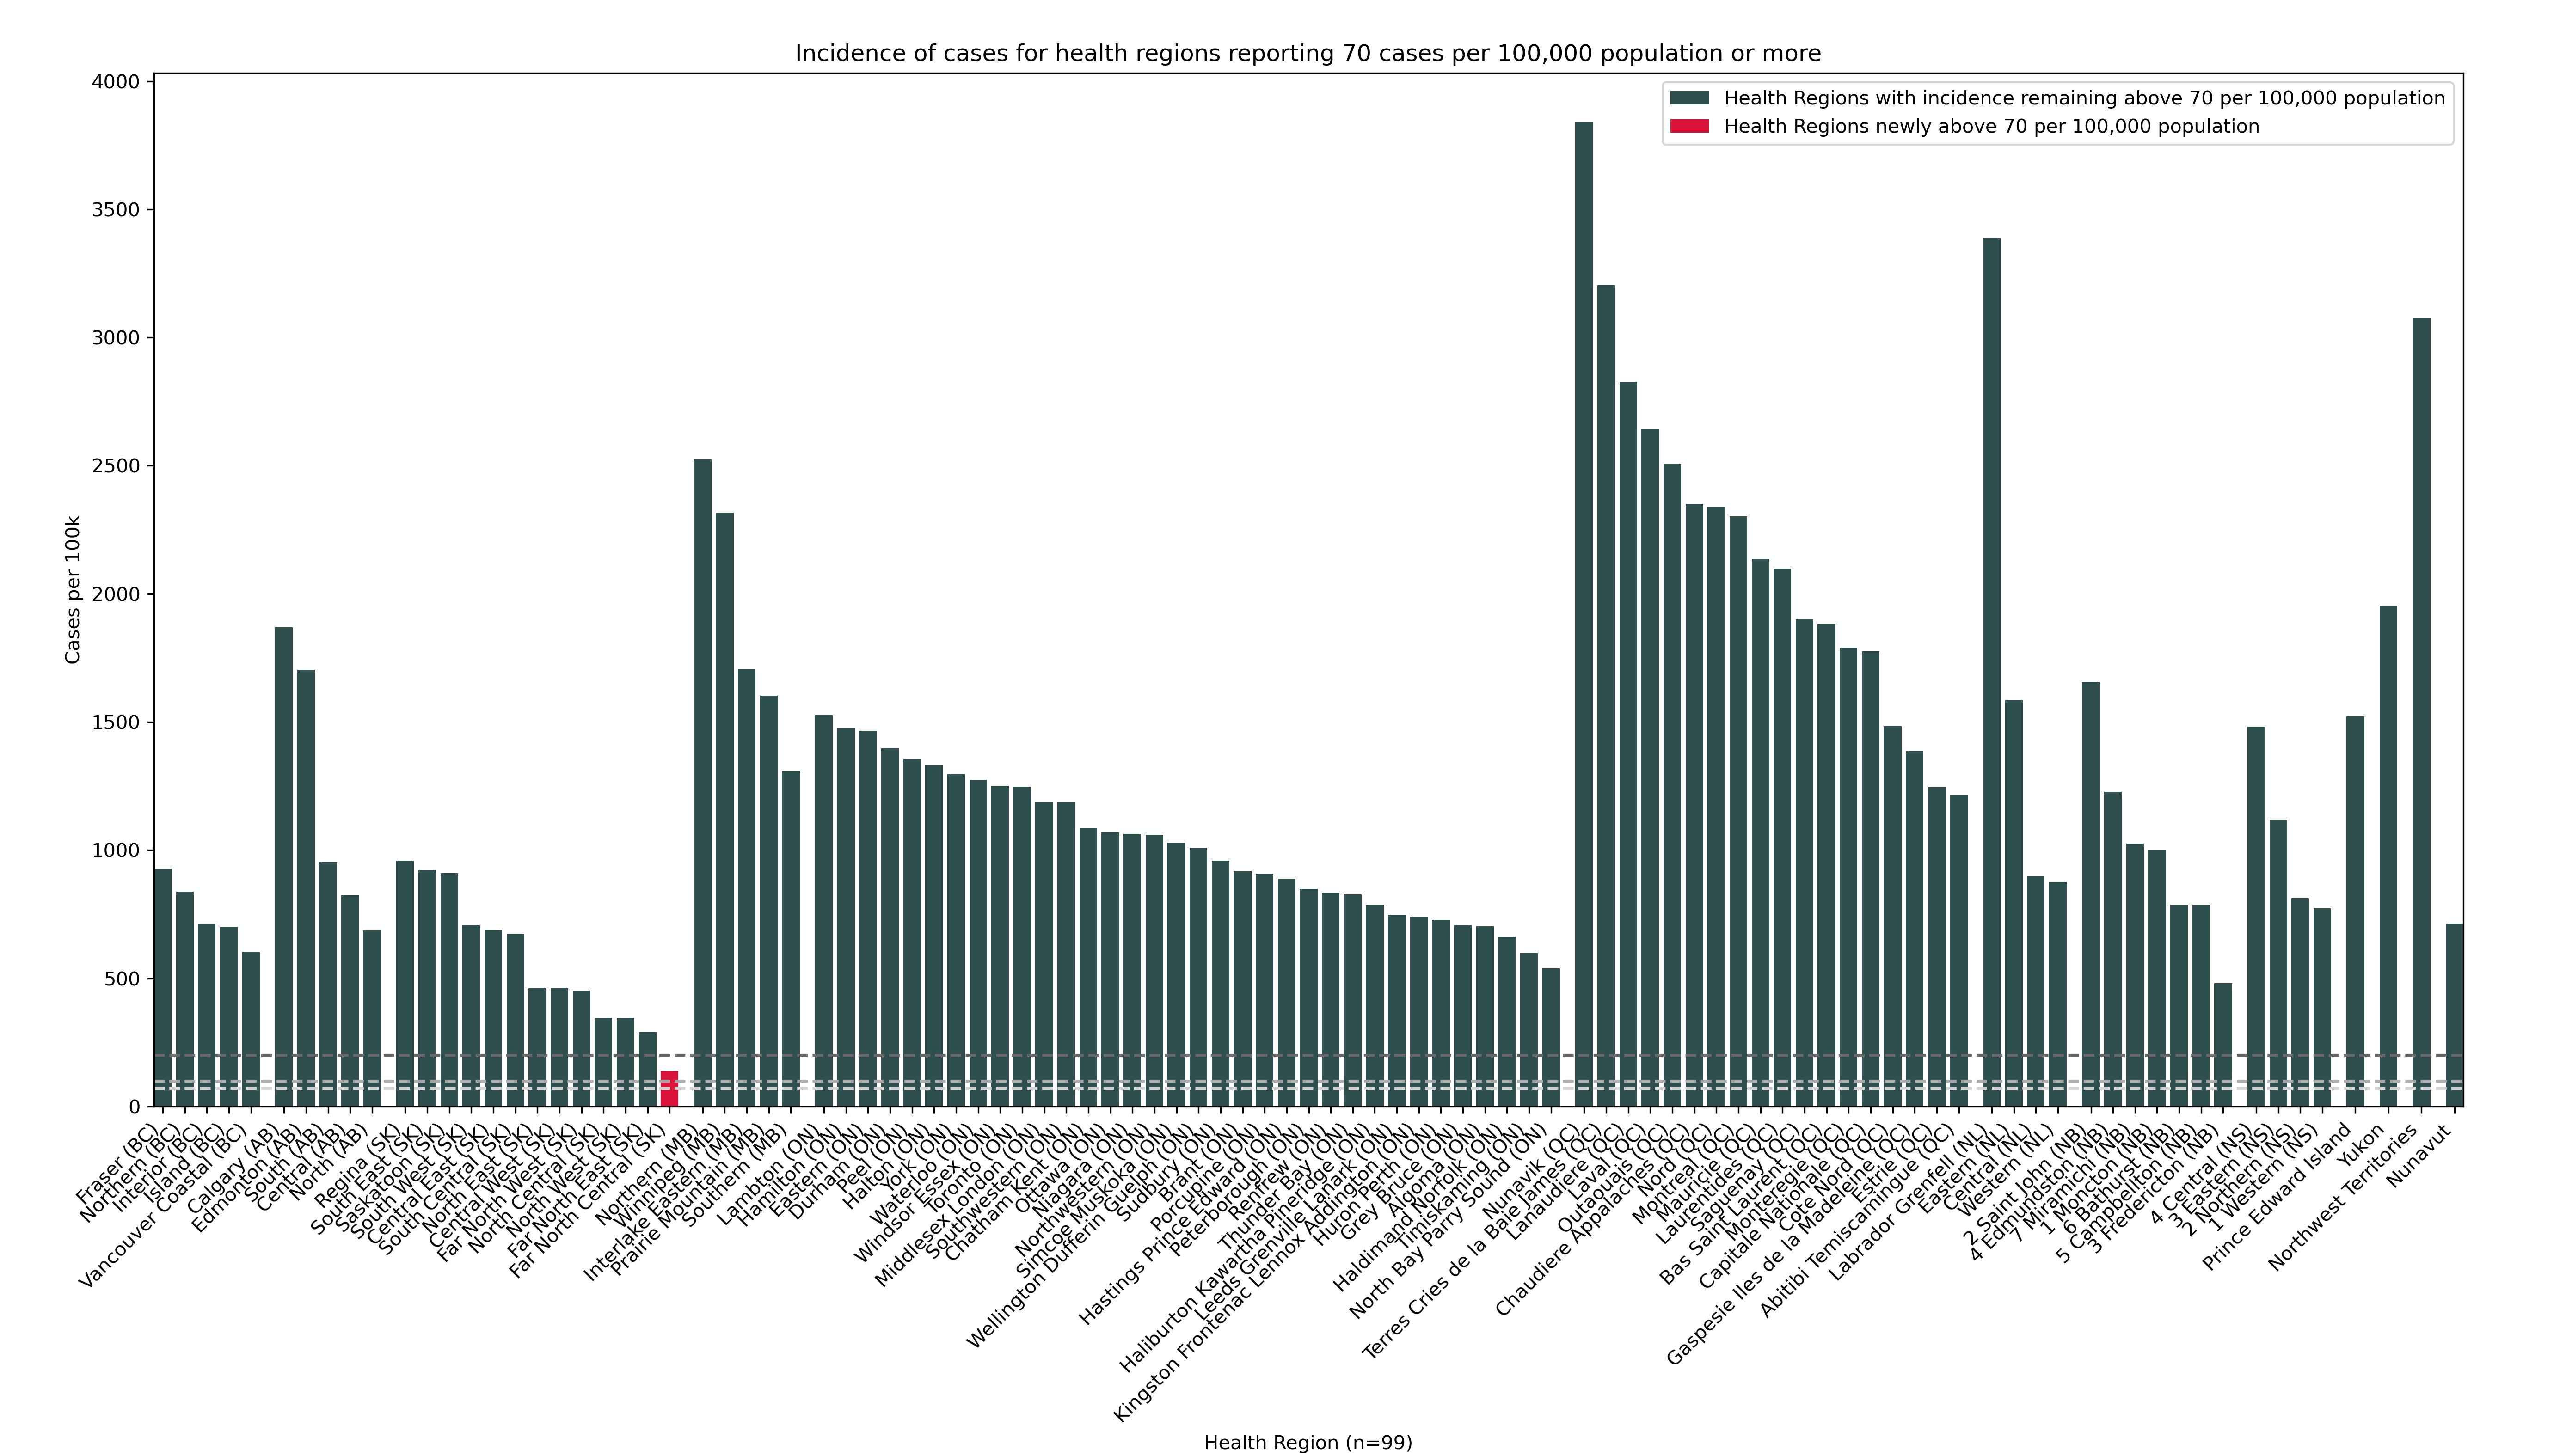 Incidence of cases for health regions reporting 70 cases per 100,000 population or more
Health Regions with incidence remaining above 70 per 100,000 population
Health Regions newly above 70 per 100,000 population
Cases per 100k
4000
3500
3000
2500
2000
1500
1000
500
0
Fraser (BC)
Northern (BC)
Interior (BC)
Island (BC)
Vancouver Coastal (BC)
Calgary (AB)
Edmonton (AB)
South (AB)
Central (AB)
North (AB)
Regina (SK)
South East (SK)
Saskatoon (SK)
South West (SK)
Central East (SK)
South Central (SK)
North East (SK)
Central West (SK)
Far North West (SK)
North Central (SK)
North West (SK)
Far North East (SK)
Far North Central (SK)
Northern (MB)
Winnipeg (MB)
Interlake Eastern (MB)
Prairie Mountain (MB)
Southern (MB)
Lambton (ON)
Hamilton (ON)
Eastern (ON)
Durham (ON)
Peel (ON)
Halton (ON)
York (ON)
Waterloo (ON)
Windsor Essex (ON)
Toronto (ON)
Middlesex London (ON)
Southwestern (ON)
Chatham Kent (ON)
Ottawa (ON)
Niagara (ON)
Northwestern (ON)
Simcoe Muskoka (ON)
Wellington Dufferin Guelph (ON)
Sudbury (ON)
Brant (ON)
Porcupine (ON)
Hastings Prince Edward (ON)
Peterborough (ON)
Renfrew (ON)
Thunder Bay (ON)
Haliburton Kawartha Pineridge (ON)
Leeds Grenville Lanark (ON)
Kingston Frontenac Lennox Addington (ON)
Huron Perth (ON)
Grey Bruce (ON)
Algoma (ON)
Haldimand Norfolk (ON)
Timiskaming (ON)
North Bay Parry Sound (ON)
Nunavik (QC)
Terres Cries de la Baie James (QC)
Lanaudiere (QC)
Laval (QC)
Outaouais (QC)
Chaudiere Appalaches (QC)
Nord (QC)
Montreal (QC)
Mauricie (QC)
Laurentides (QC)
Saguenay (QC)
Bas Saint Laurent (QC)
Monteregie (QC)
Capitale Nationale (QC)
Cote Nord (QC)
Gaspesie Iles de la Madeleine (QC)
Estrie (QC)
Abitibi Temiscamingue (QC)
Labrador Grenfell (NL)
Eastern (NL)
Central (NL)
Western (NL)
2 Saint John (NB)
4 Edmundston (NB)
7 Miramichi (NB)
1 Moncton (NB)
6 Bathurst (NB)
5 Campbellton (NB)
3 Fredericton (NB)
4 Central (NS)
3 Eastern (NS)
2 Northern (NS)
1 Western (NS)
Prince Edward Island
Yukon
Northwest Territories
Nunavut
Health Region (n=99)